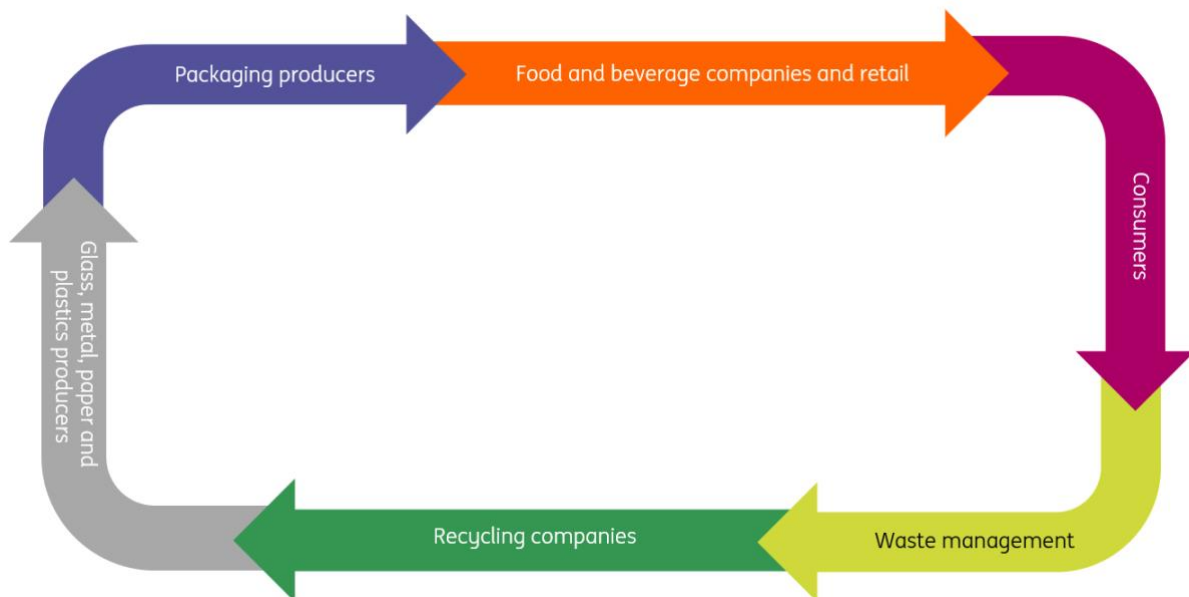 Packaging producers
Food and beverage companies and retail
Consumers
Waste management
Recycling companies
Glass, metal, paper and
plastics producers